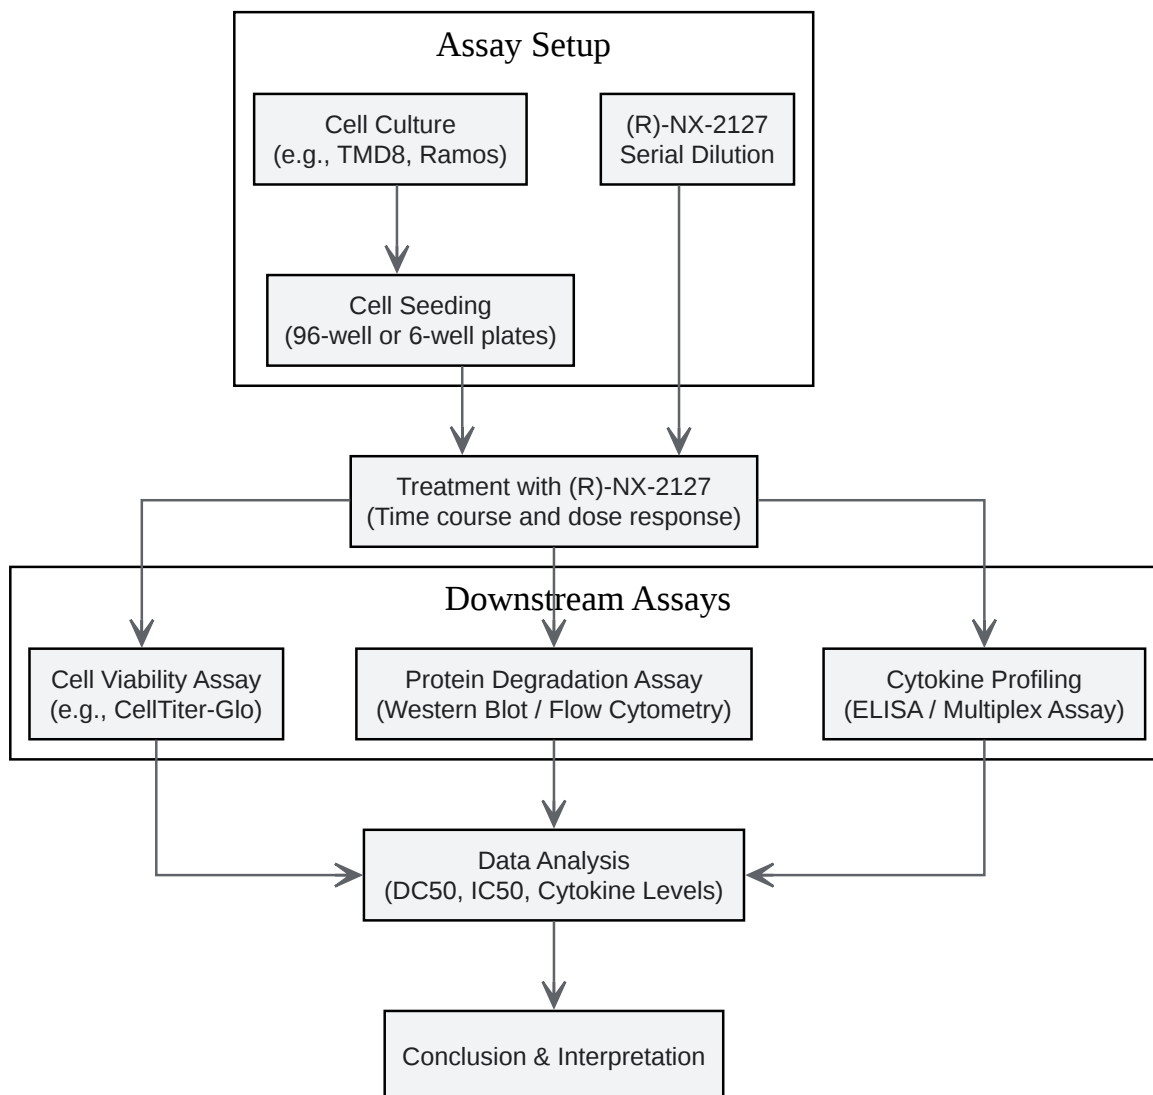 Assay Setup
Cell Culture
(e.g., TMD8, Ramos)
(R)-NX-2127
Serial Dilution
Cell Seeding
(96-well or 6-well plates)
Treatment with (R)-NX-2127
(Time course and dose response)
Downstream Assays
Cell Viability Assay
(e.g., CellTiter-Glo)
Protein Degradation Assay
(Western Blot / Flow Cytometry)
Cytokine Profiling
(ELISA / Multiplex Assay)
Data Analysis
(DC50, IC50, Cytokine Levels)
Conclusion & Interpretation